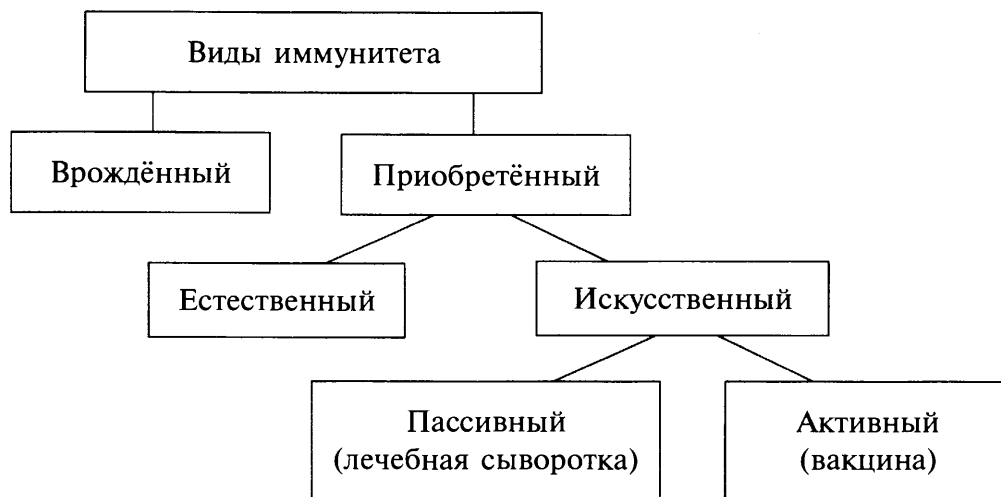 Виды иммунитета
Врождённый
Приобретённый
Естественный
Искусственный
Пассивный
(лечебная сыворотка)
Активный
(вакцина)